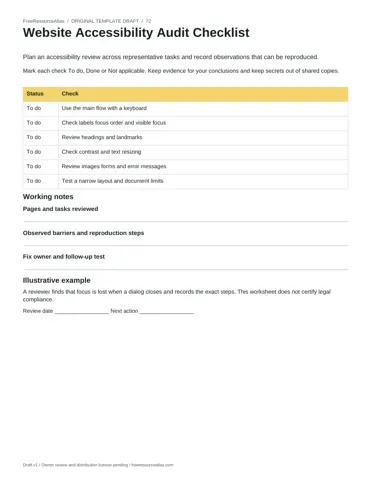 FreeResourceAtlas / ORIGINAL TEMPLATE DRAFT / 72
Website Accessibility Audit Checklist
Plan an accessibility review across representative tasks and record observations that can be reproduced.
Mark each check To do, Done or Not applicable. Keep evidence for your conclusions and keep secrets out of shared copies.
Status Check
To do Use the main flow with a keyboard
To do Check labels focus order and visible focus
To do Review headings and landmarks
To do Check contrast and text resizing
To do Review images forms and error messages
To do Test a narrow layout and document limits
Working notes
Pages and tasks reviewed
Observed barriers and reproduction steps
Fix owner and follow-up test
Illustrative example
A reviewer finds that focus is lost when a dialog closes and records the exact steps. This worksheet does not certify legal
compliance.
Review date ___________________ Next action ___________________
Draft v1 / Owner review and distribution licence pending / freeresourceatlas.com